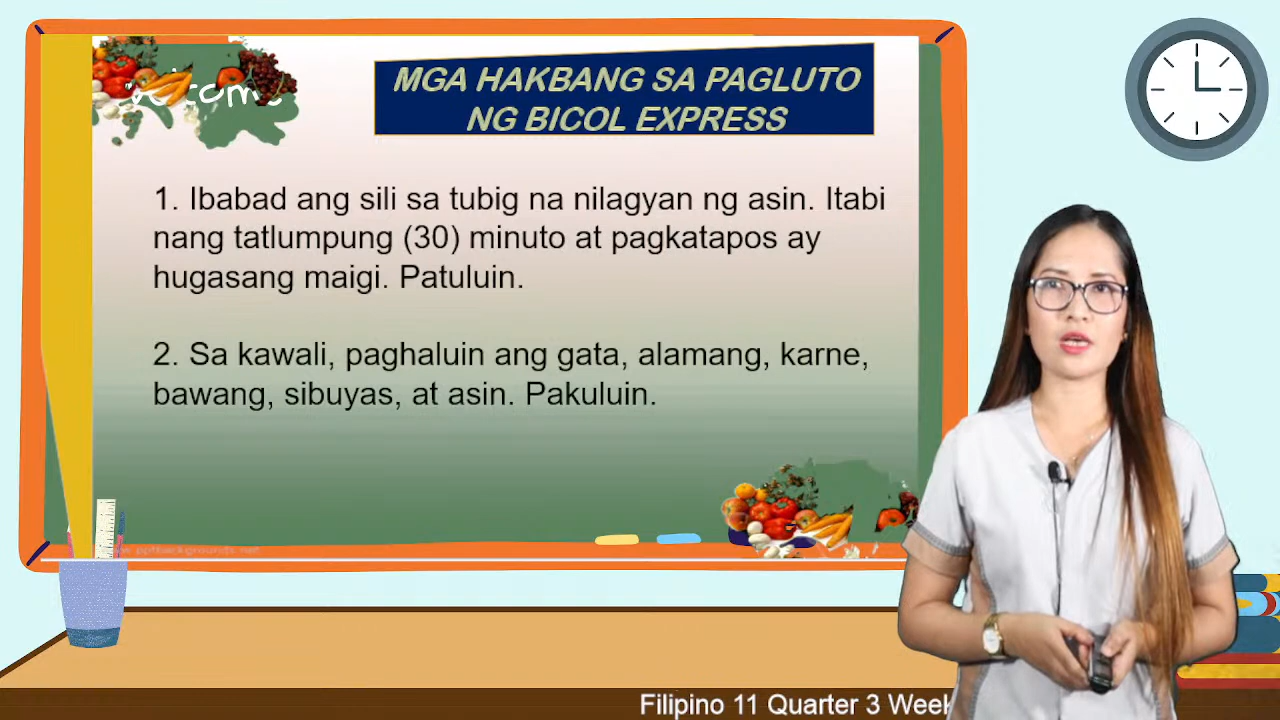 MGA HAKBANG SA PAGLUTO
NG BICOL EXPRESS
1. Ibabad ang sili sa tubig na nilagyan ng asin. Itabi
nang tatlumpung (30) minuto at pagkatapos ay
hugasang maigi. Patuluin.
2. Sa kawali, paghaluin ang gata, alamang, karne,
bawang, sibuyas, at asin. Pakuluin.
Filipino 11 Quarter 3 Week